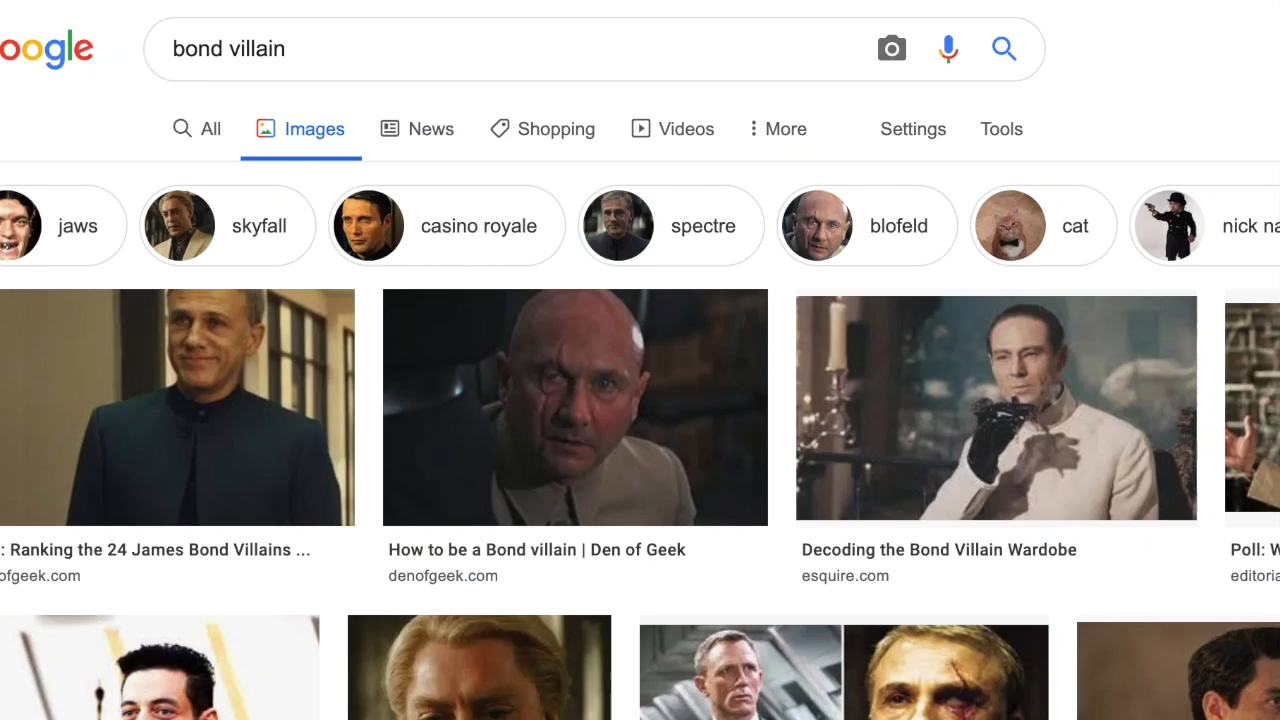 oogle
bond villain
All
Images
News
Shopping
Videos
More
Settings
Tools
jaws
skyfall
casino royale
spectre
blofeld
cat
nick na
: Ranking the 24 James Bond Villains ...
ofgeek.com
How to be a Bond villain | Den of Geek
denofgeek.com
Decoding the Bond Villain Wardobe
esquire.com
Poll: W
editoria